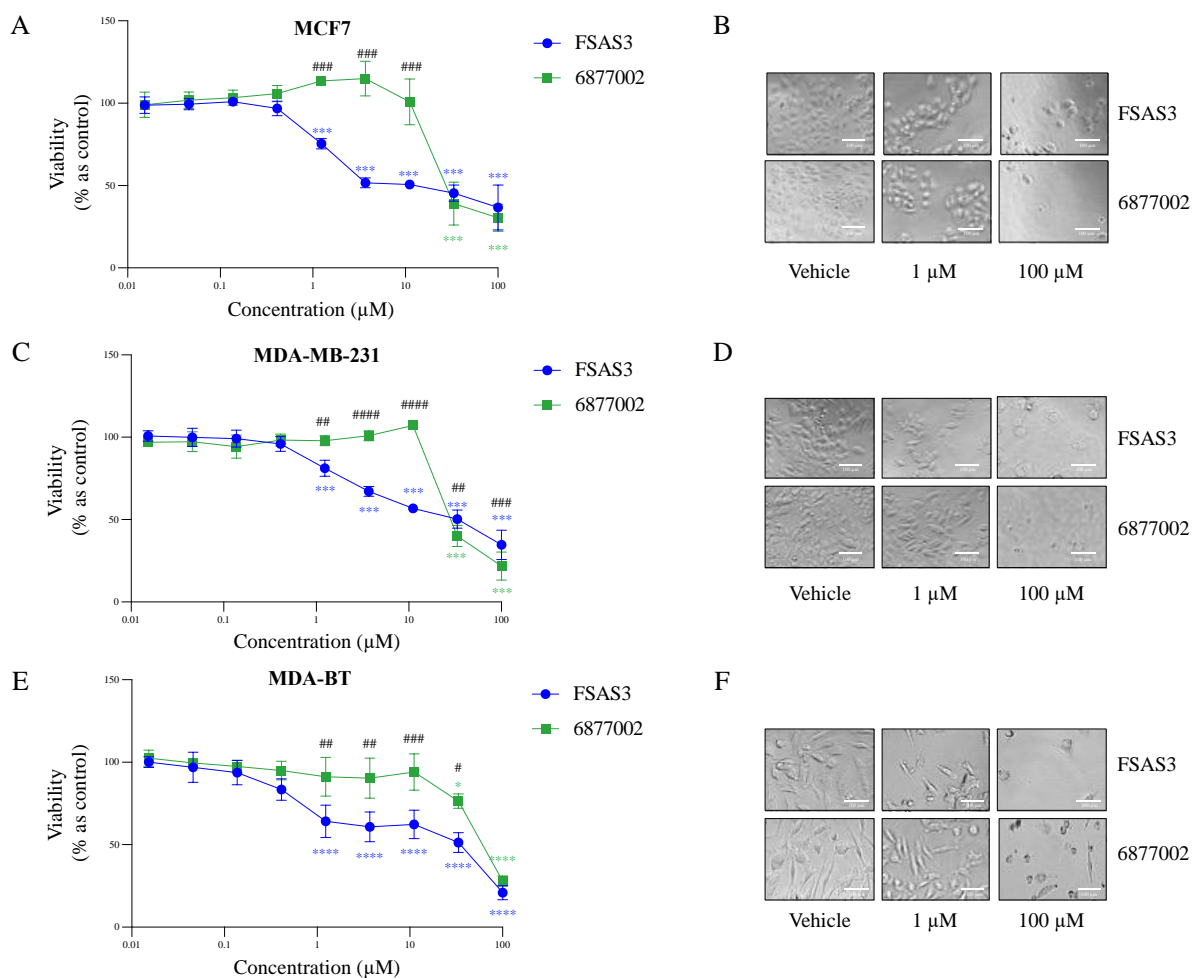 A
MCF7
FSAS3
6877002
150
100
50
0
###
###
###
***
***
***
***
***
***
***
0.01
0.1
1
10
100
Viability
(% as control)
Concentration (µM)
B
FSAS3
6877002
Vehicle
1 µM
100 µM
C
MDA-MB-231
FSAS3
6877002
150
100
50
0
##
####
####
##
###
***
***
***
***
***
***
***
0.01
0.1
1
10
100
Viability
(% as control)
Concentration (µM)
D
FSAS3
6877002
Vehicle
1 µM
100 µM
E
MDA-BT
FSAS3
6877002
150
100
50
0
##
##
###
#
*
****
****
****
****
****
****
0.01
0.1
1
10
100
Viability
(% as control)
Concentration (µM)
F
FSAS3
6877002
Vehicle
1 µM
100 µM